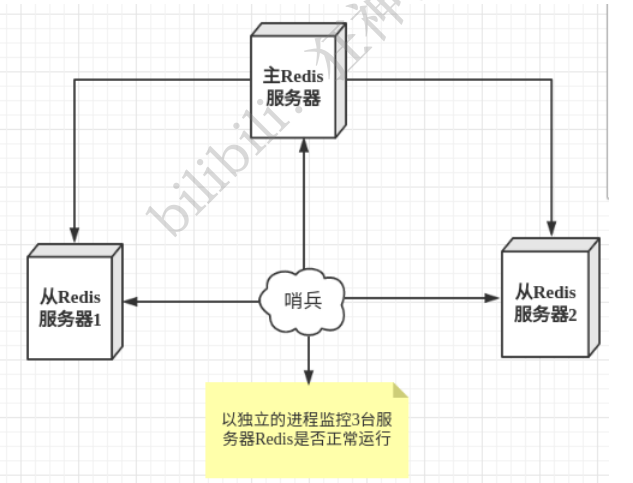 主Redis
服务器
bilibili：狂神
从Redis
服务器1
哨兵
从Redis
服务器2
以独立的进程监控3台服
务器Redis是否正常运行